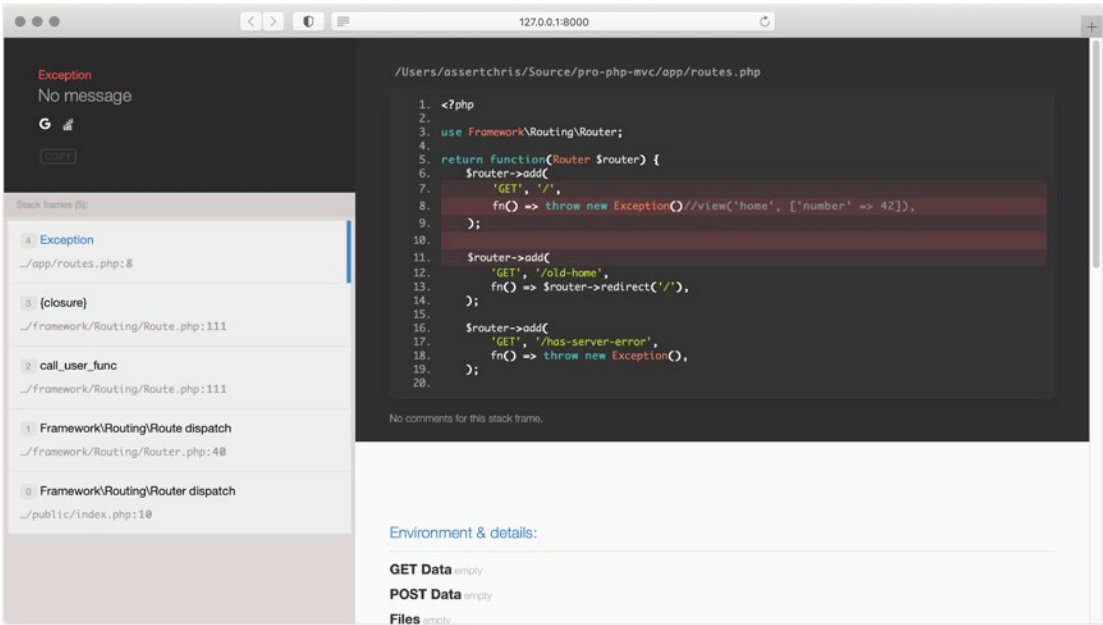 127.0.0.1:8000
Exception
No message
G
COPY
Stack frames (5):
4 Exception
…/app/routes.php:8
3 {closure}
…/framework/Routing/Route.php:111
2 call_user_func
…/framework/Routing/Route.php:111
1 Framework\Routing\Route dispatch
…/framework/Routing/Router.php:40
0 Framework\Routing\Router dispatch
…/public/index.php:10
/Users/assertchris/Source/pro-php-mvc/app/routes.php
1. <?php
2.
3. use Framework\Routing\Router;
4.
5. return function(Router $router) {
6. $router->add(
7. 'GET', '/',
8. fn() => throw new Exception()//view('home', ['number' => 42]),
9. );
10.
11. $router->add(
12. 'GET', '/old-home',
13. fn() => $router->redirect('/'),
14. );
15.
16. $router->add(
17. 'GET', '/has-server-error',
18. fn() => throw new Exception(),
19. );
20.
No comments for this stack frame.
Environment & details:
GET Data empty
POST Data empty
Files empty